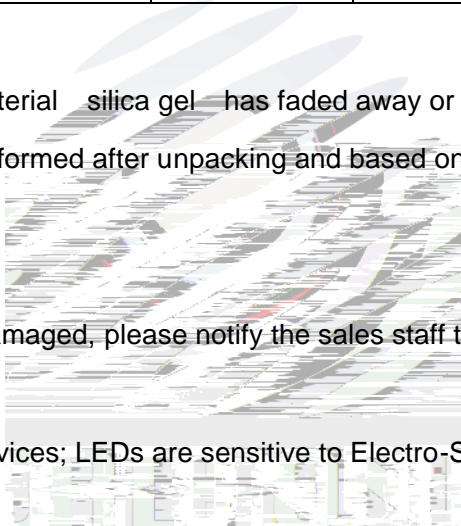 terial silica gel has faded away or
formed after unpacking and based on
maged, please notify the sales staff t
vices; LEDs are sensitive to Electro-S